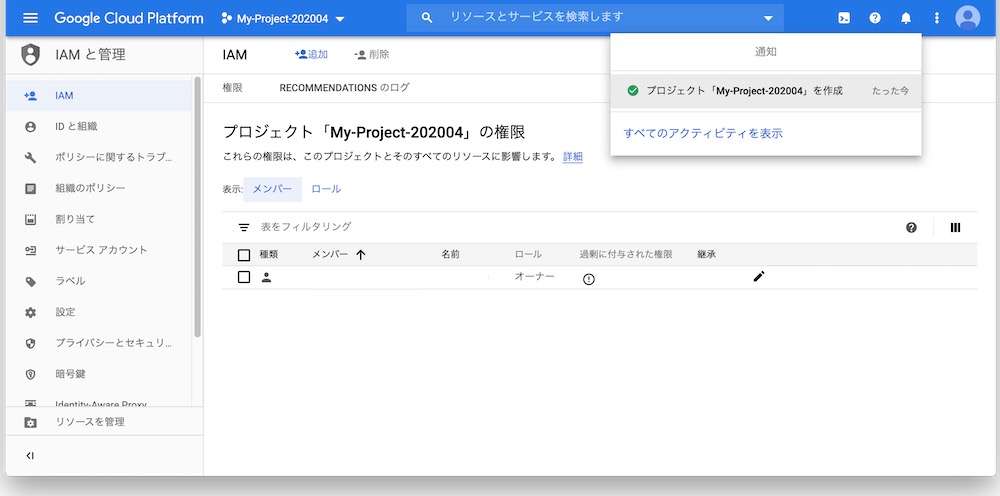 Google Cloud Platform My-Project-202004 リソースとサービスを検索します
IAM と管理
IAM
ID と組織
ポリシーに関するトラブ...
組織のポリシー
割り当て
サービス アカウント
ラベル
設定
プライバシーとセキュリ...
暗号鍵
Identity-Aware Proxy
リソースを管理
IAM 追加 削除
権限 RECOMMENDATIONS のログ
プロジェクト「My-Project-202004」の権限
これらの権限は、このプロジェクトとそのすべてのリソースに影響します。 詳細
表示: メンバー ロール
表をフィルタリング
種類 メンバー 名前 ロール 過剰に付与された権限 継承
オーナー
通知
プロジェクト「My-Project-202004」を作成 たった今
すべてのアクティビティを表示